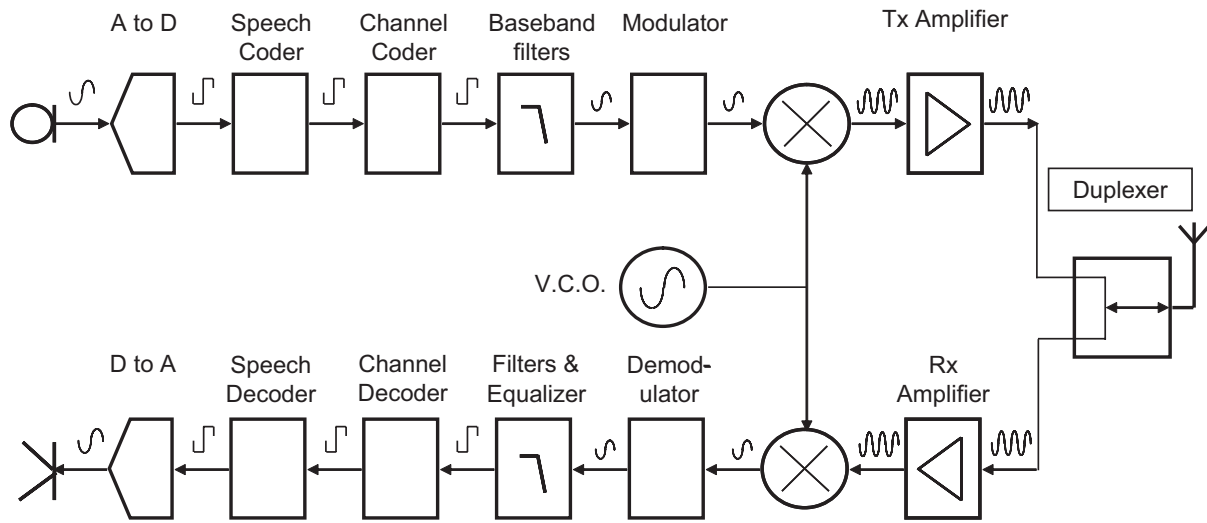 A to D
Speech
Coder
Channel
Coder
Baseband
filters
Modulator
Tx Amplifier
Duplexer
V.C.O.
D to A
Speech
Decoder
Channel
Decoder
Filters &
Equalizer
Demod-
ulator
Rx
Amplifier